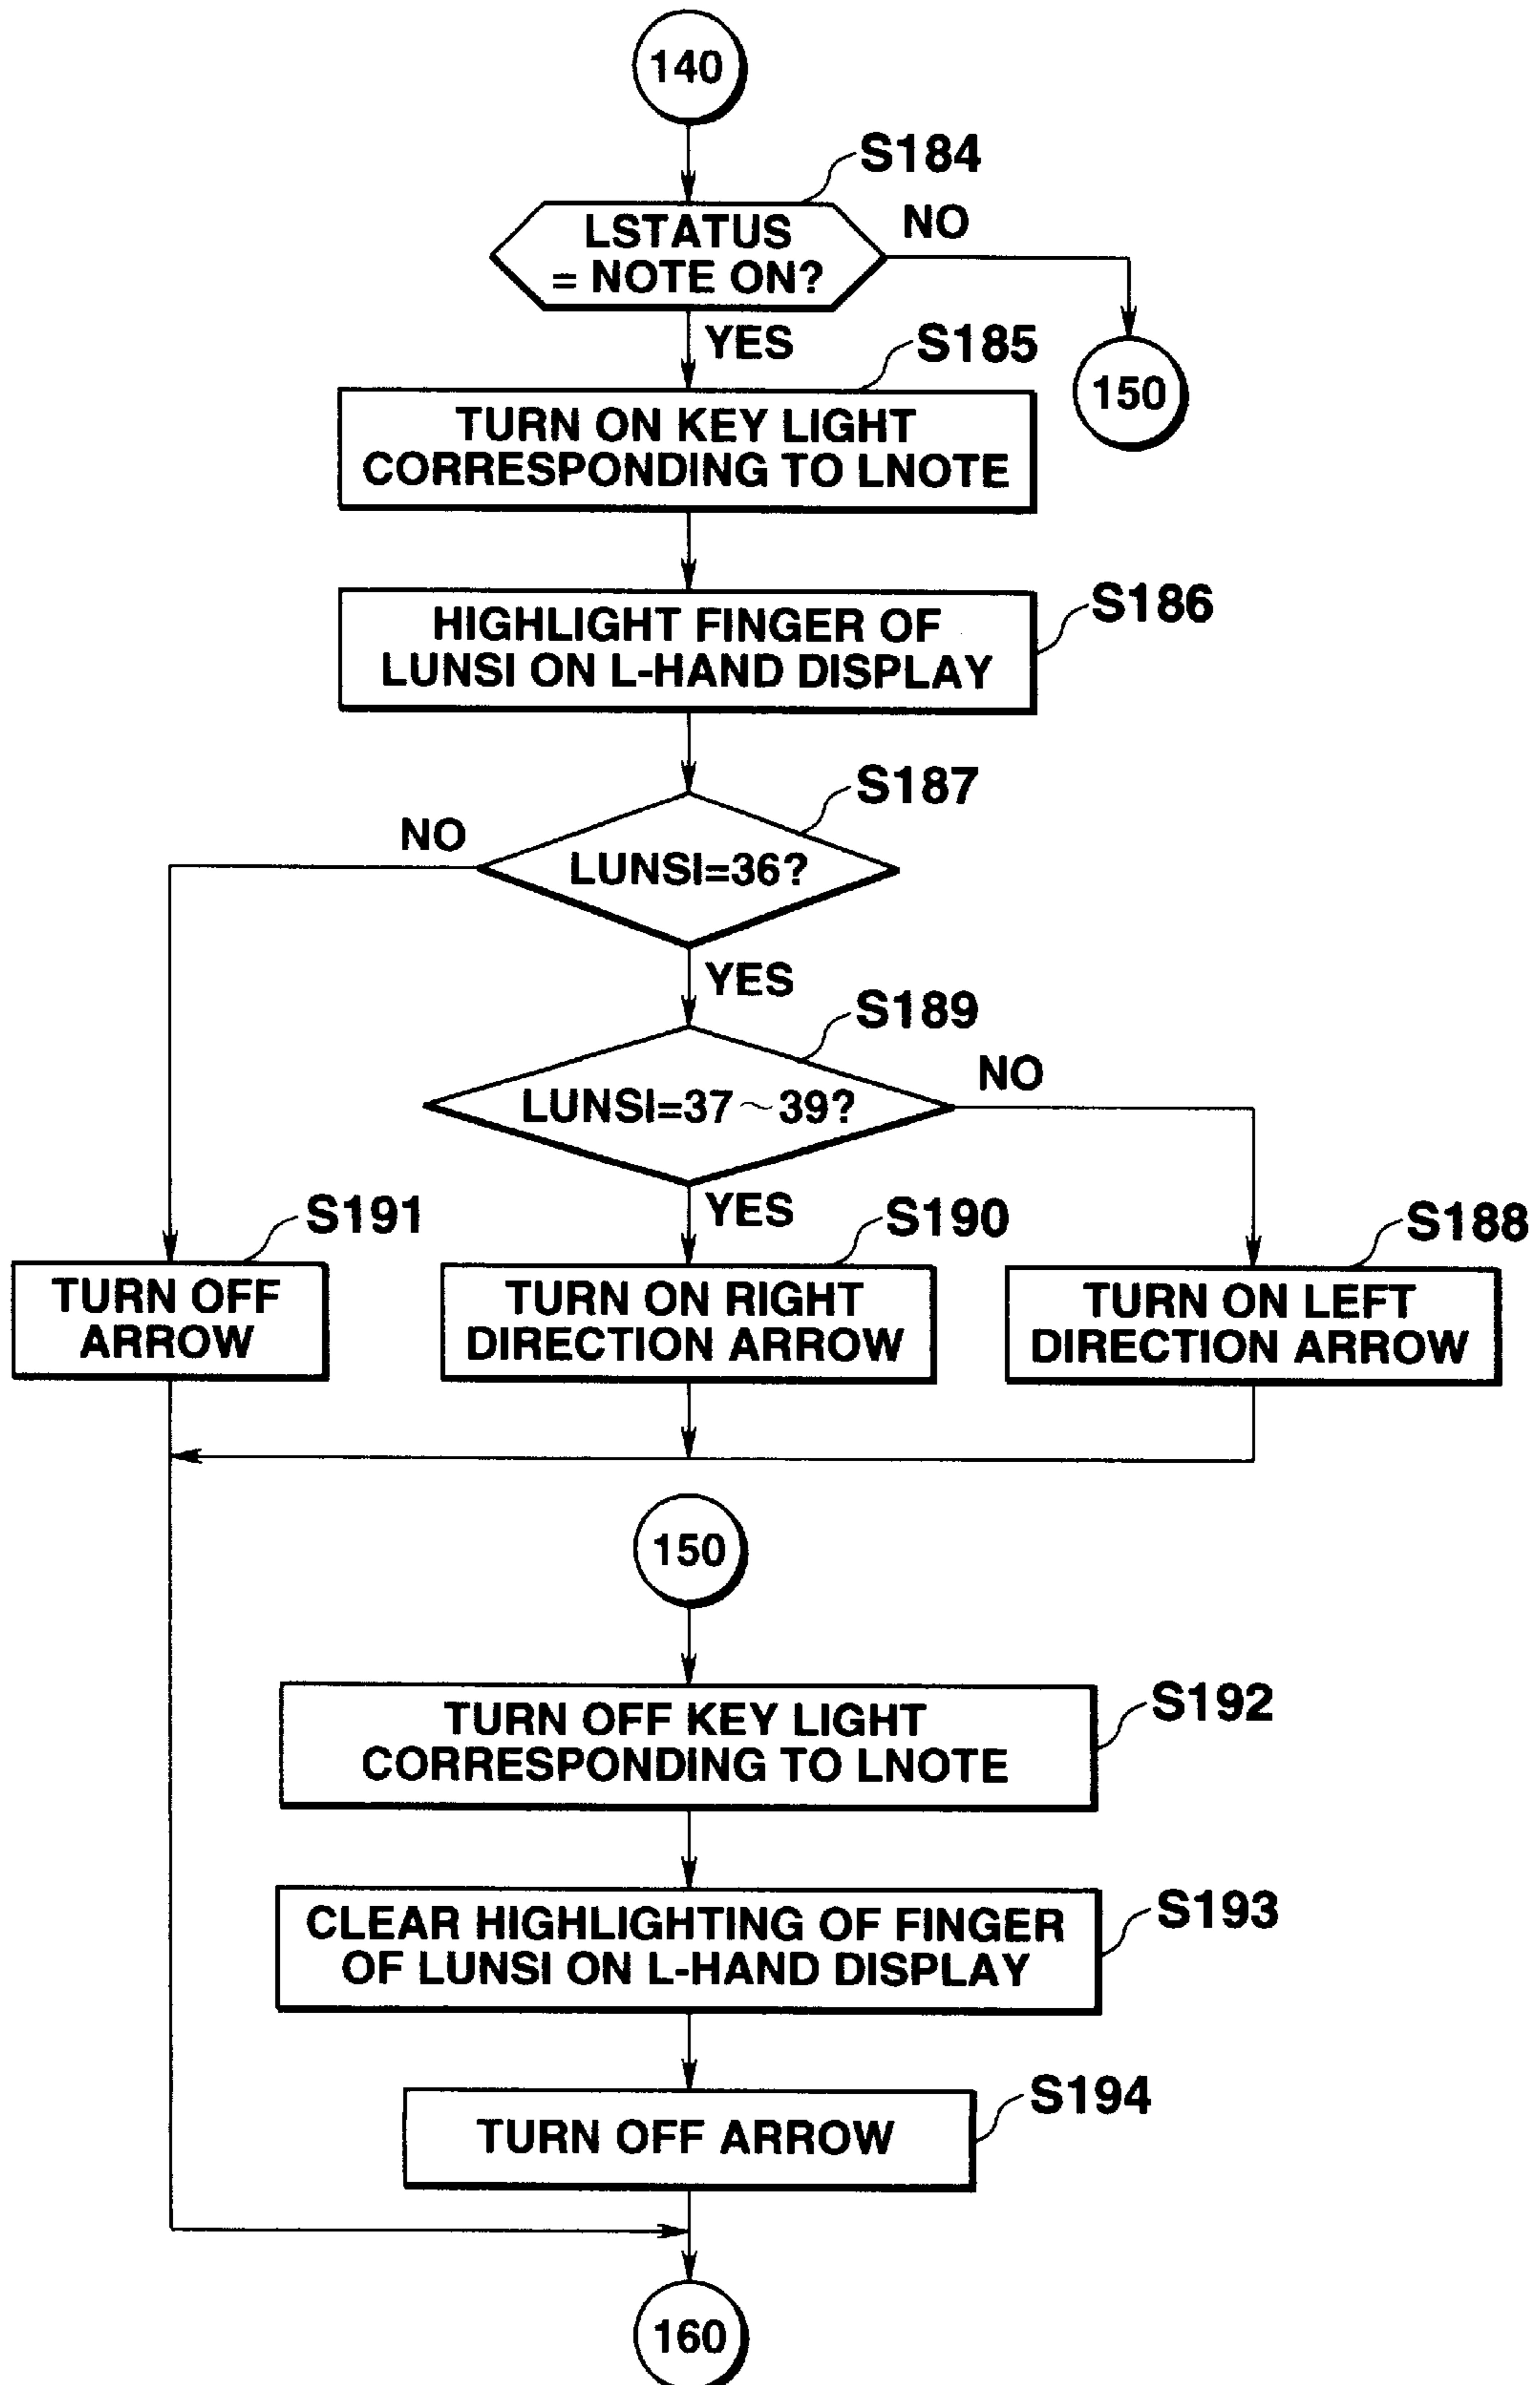 140
S184
LSTATUS
= NOTE ON?
NO
YES
150
S185
TURN ON KEY LIGHT
CORRESPONDING TO LNOTE
S186
HIGHLIGHT FINGER OF
LUNSI ON L-HAND DISPLAY
S187
NO
LUNSI=36?
YES
S189
NO
LUNSI=37~39?
YES
S191
TURN OFF
ARROW
S190
TURN ON RIGHT
DIRECTION ARROW
S188
TURN ON LEFT
DIRECTION ARROW
150
S192
TURN OFF KEY LIGHT
CORRESPONDING TO LNOTE
S193
CLEAR HIGHLIGHTING OF FINGER
OF LUNSI ON L-HAND DISPLAY
S194
TURN OFF ARROW
160